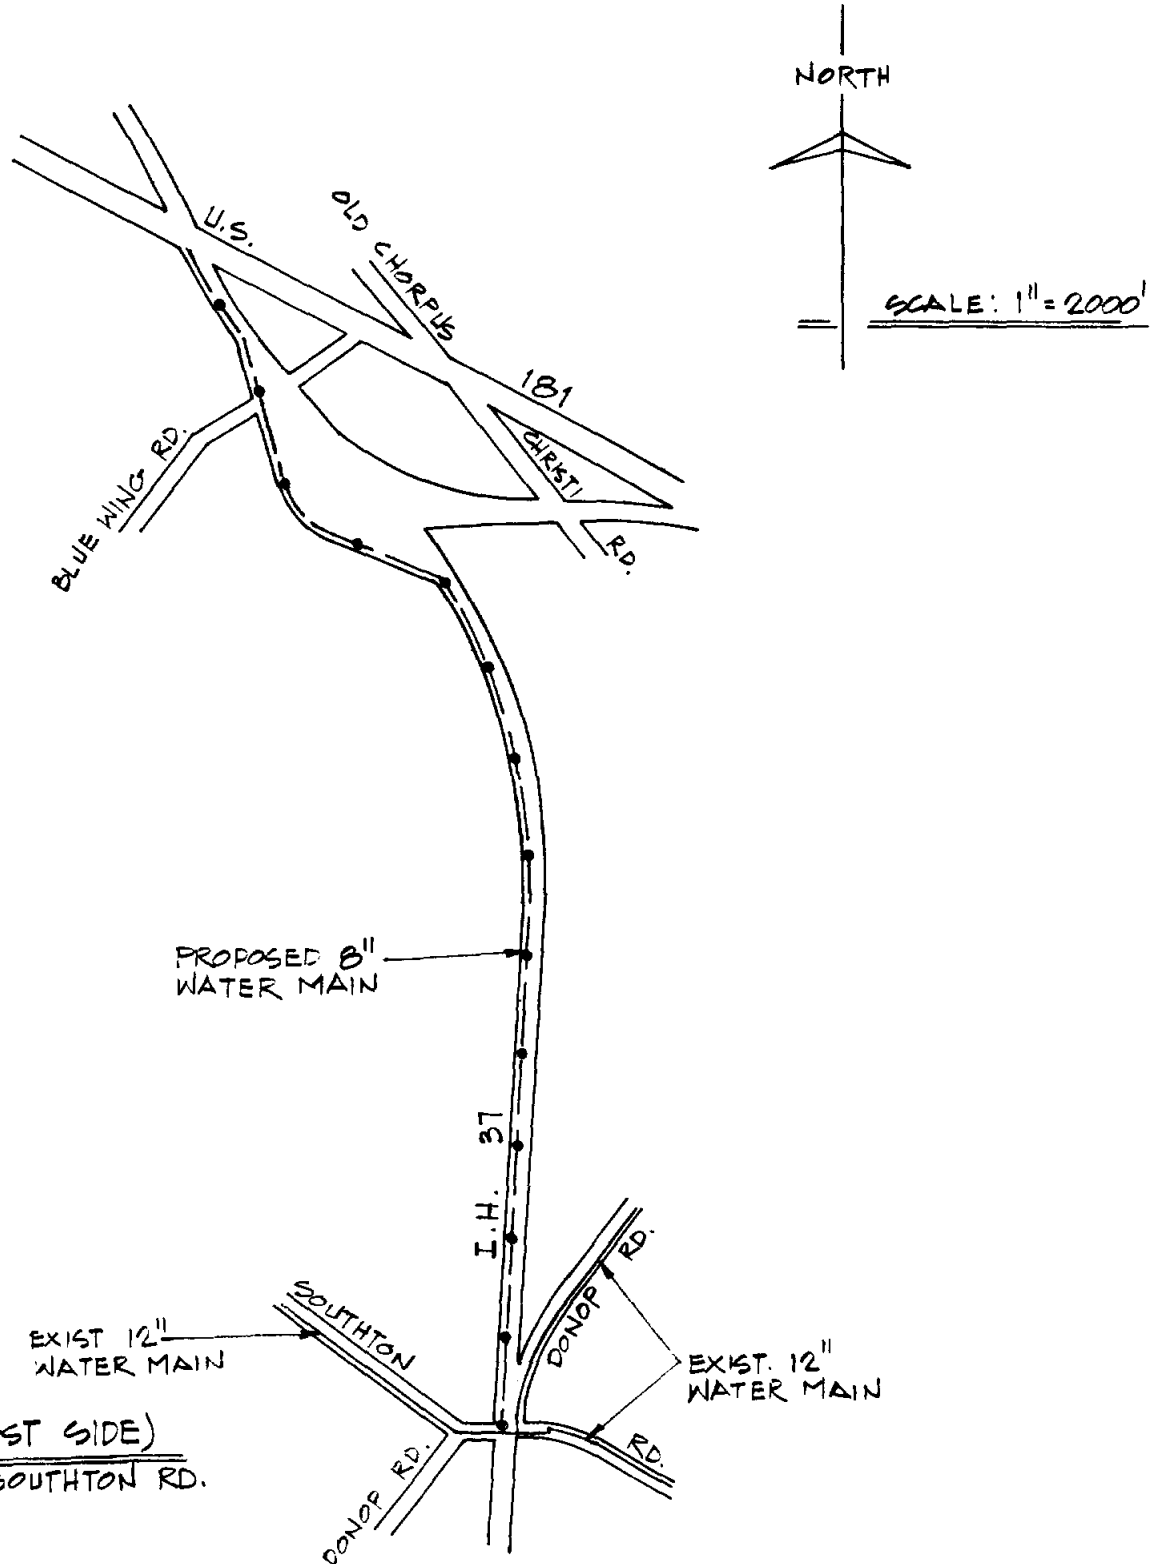 NORTH
SCALE: 1" = 2000'
U.S.
OLD CHORPUS
181
CHRISTI
RD.
BLUE WING RD.
PROPOSED 8"
WATER MAIN
I.H. 37
SOUTHTON
DONOP RD.
EXIST 12"
WATER MAIN
EXIST. 12"
WATER MAIN
RD.
DONOP RD.
ST SIDE)
SOUTHTON RD.